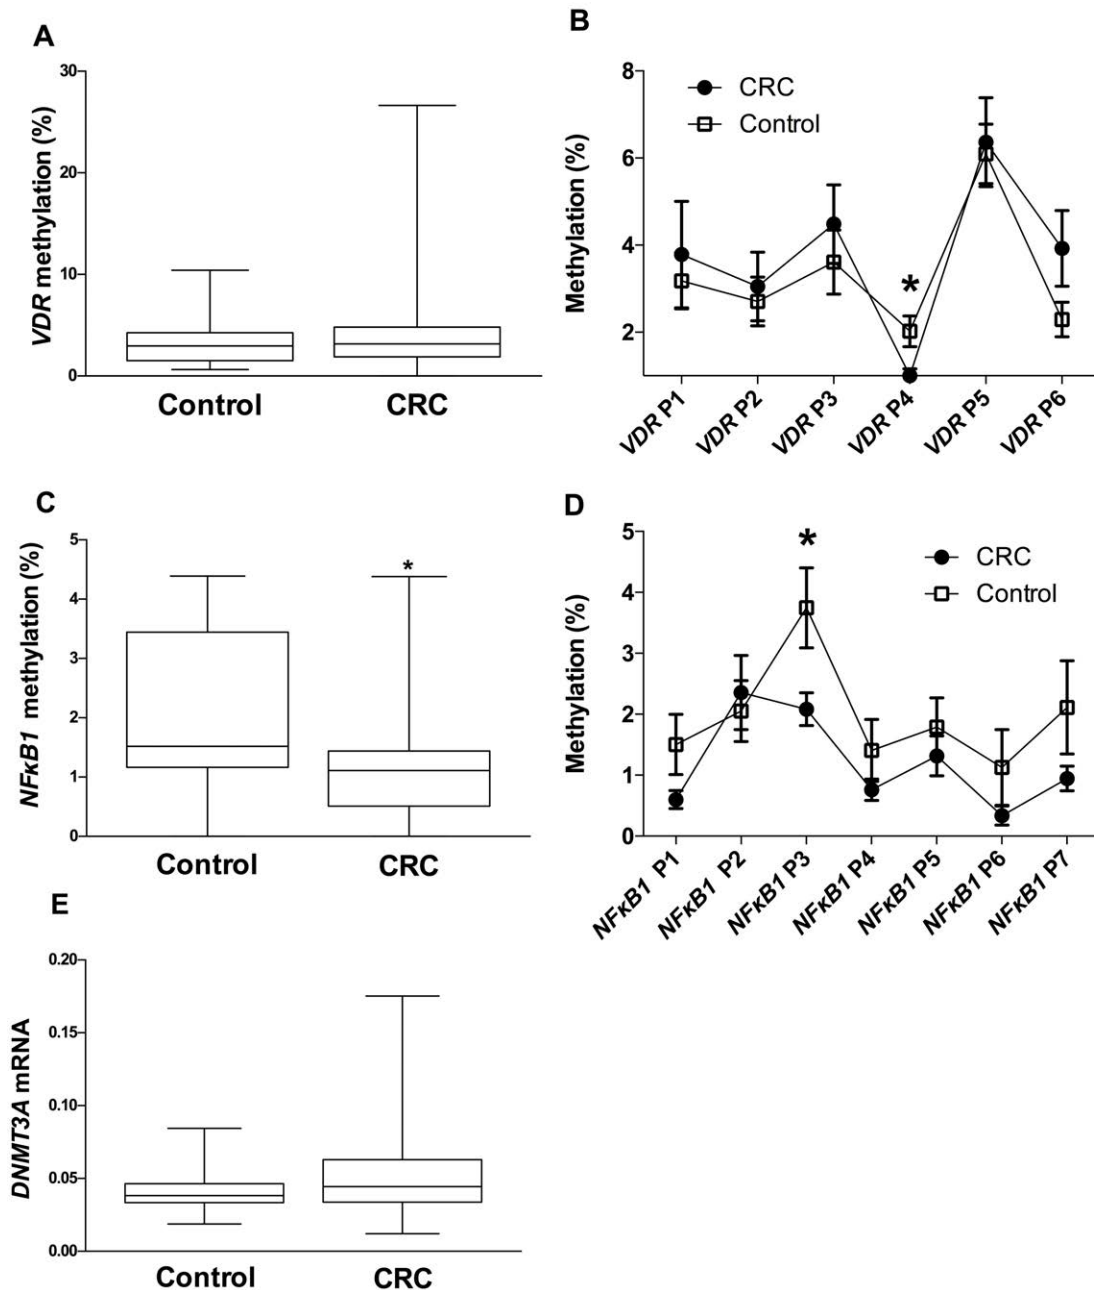 A
VDR methylation (%)
30
20
10
0
Control
CRC
B
Methylation (%)
8
6
4
2
CRC
Control
*
VDR P1
VDR P2
VDR P3
VDR P4
VDR P5
VDR P6
C
NFκB1 methylation (%)
5
4
3
2
1
0
*
Control
CRC
D
Methylation (%)
5
4
3
2
1
0
*
CRC
Control
NFκB1 P1
NFκB1 P2
NFκB1 P3
NFκB1 P4
NFκB1 P5
NFκB1 P6
NFκB1 P7
E
DNMT3A mRNA
0.20
0.15
0.10
0.05
0.00
Control
CRC